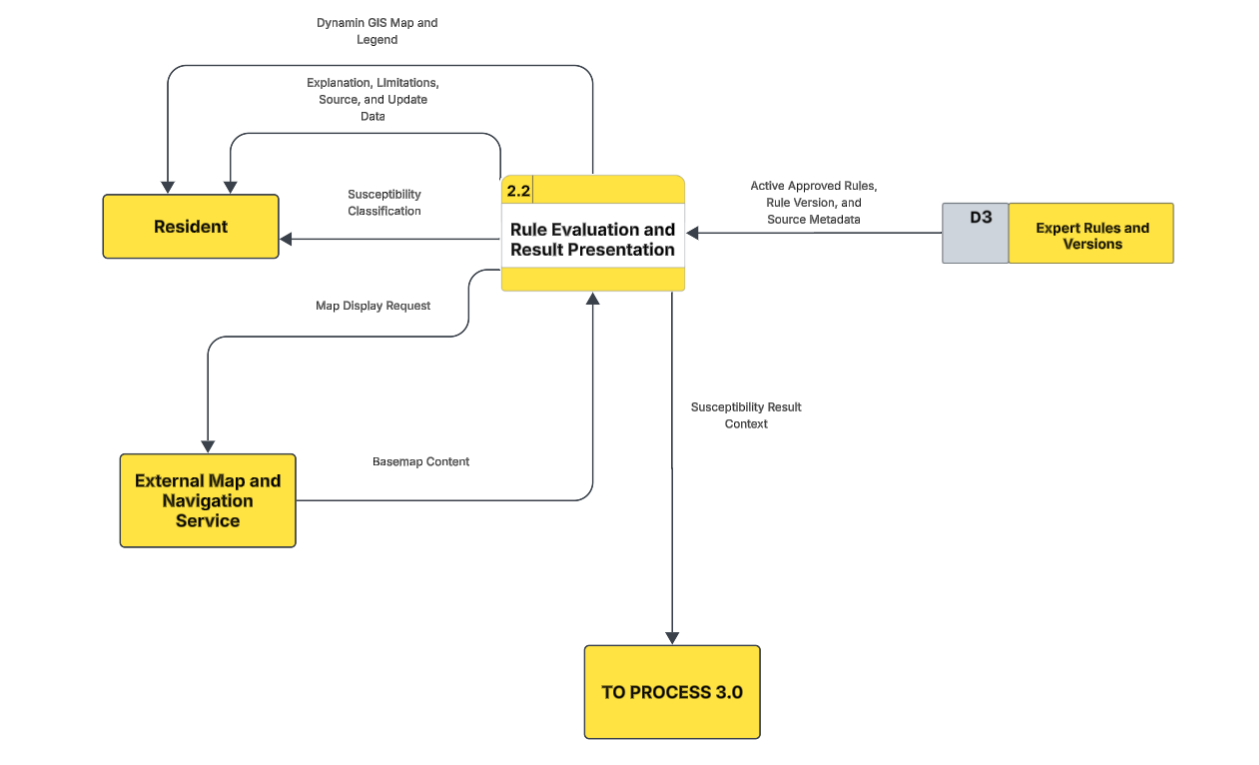 Dynamin GIS Map and
Legend
Explanation, LImitations,
Source, and Update
Data
Susceptibility
Classification
Resident
2.2
Rule Evaluation and
Result Presentation
Active Approved Rules,
Rule Version, and
Source Metadata
D3
Expert Rules and
Versions
Map Display Request
Susceptibility Result
Context
Basemap Content
External Map and
Navigation
Service
TO PROCESS 3.0